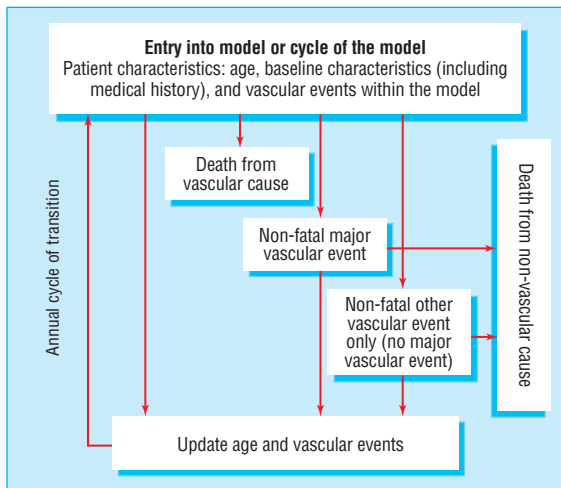 Entry into model or cycle of the model
Patient characteristics: age, baseline characteristics (including
medical history), and vascular events within the model
Death from
vascular cause
Non-fatal major
vascular event
Non-fatal other
vascular event
only (no major
vascular event)
Death from non-vascular cause
Annual cycle of transition
Update age and vascular events